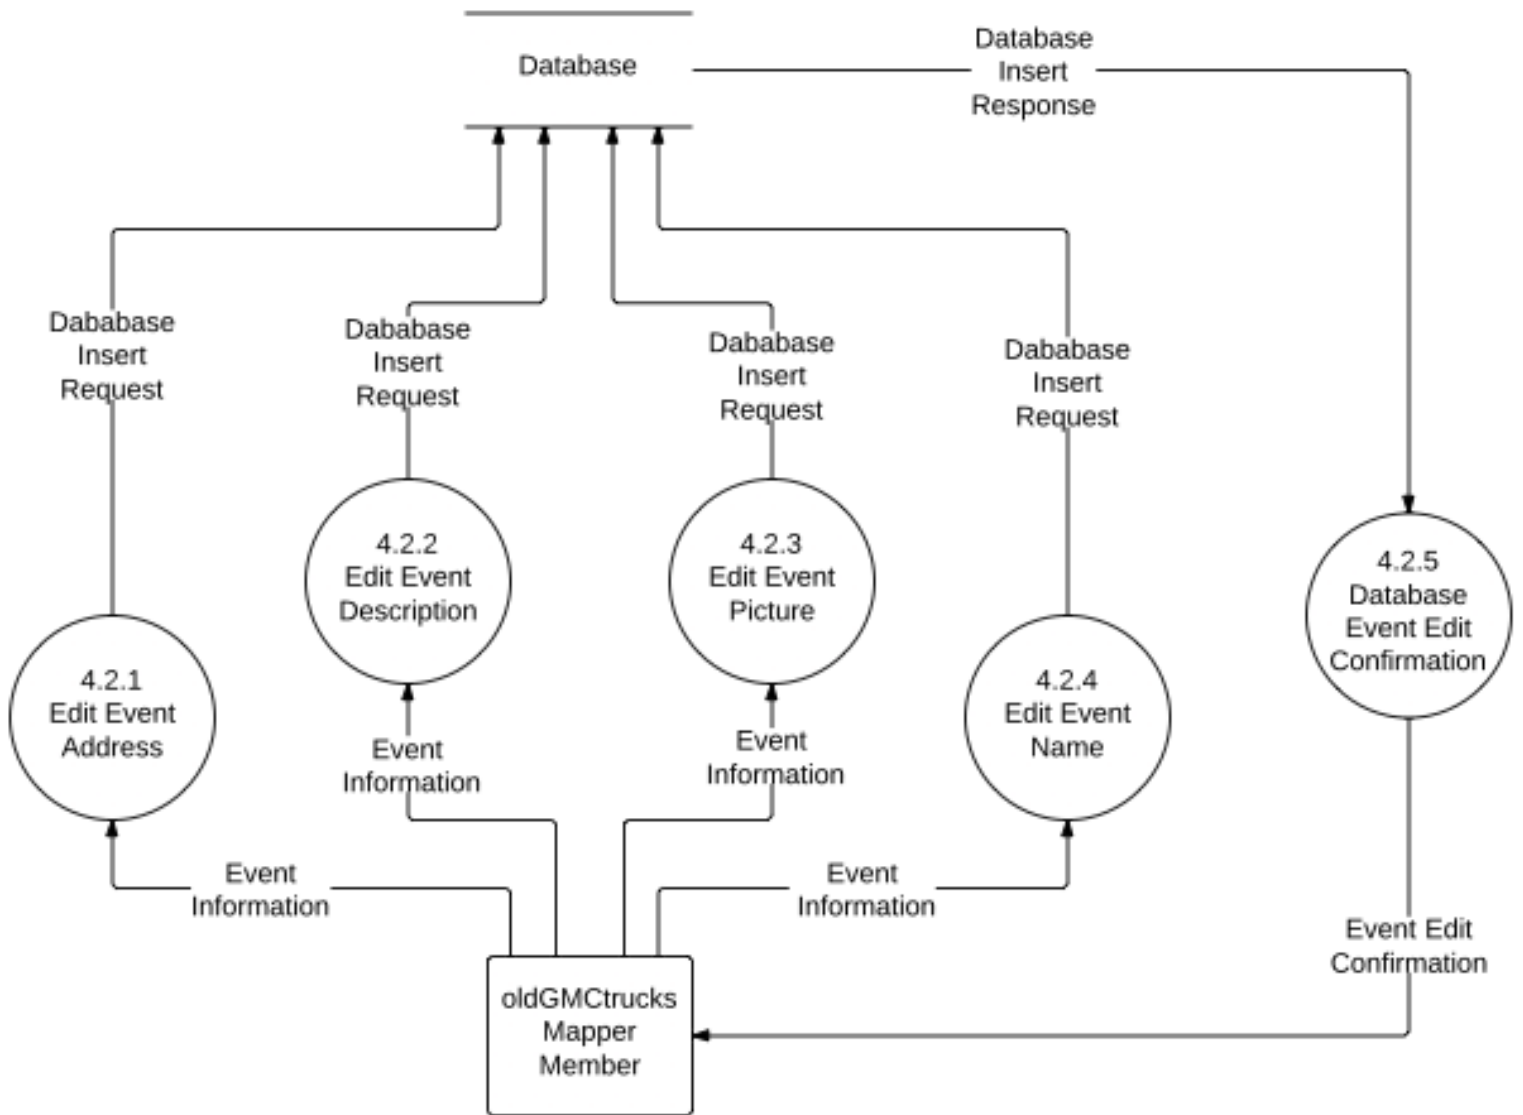 Database
Database
Insert
Response
Dababase
Insert
Request
Dababase
Insert
Request
Dababase
Insert
Request
Dababase
Insert
Request
4.2.1
Edit Event
Address
4.2.2
Edit Event
Description
4.2.3
Edit Event
Picture
4.2.4
Edit Event
Name
4.2.5
Database
Event Edit
Confirmation
Event
Information
Event
Information
Event
Information
Event
Information
Event Edit
Confirmation
oldGMCtrucks
Mapper
Member